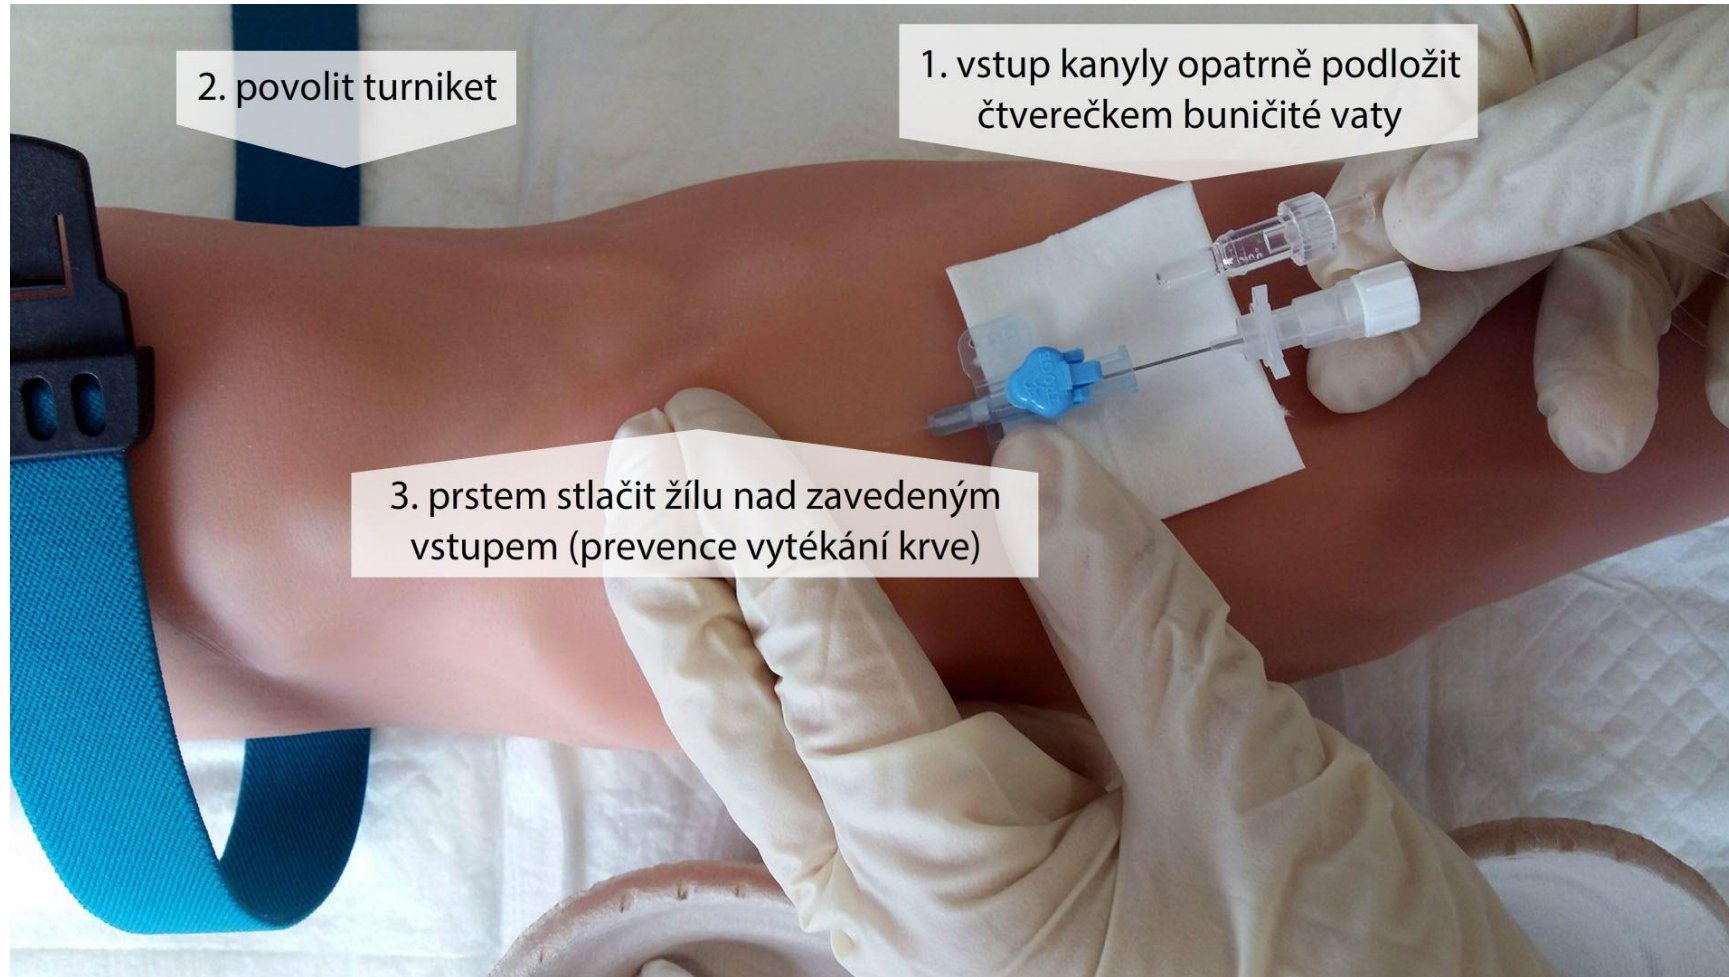 1. vstup kanyly opatrně podložit
čtverečkem buničité vaty
2. povolit turniket
3. prstem stlačit žílu nad zavedeným
vstupem (prevence vytékání krve)